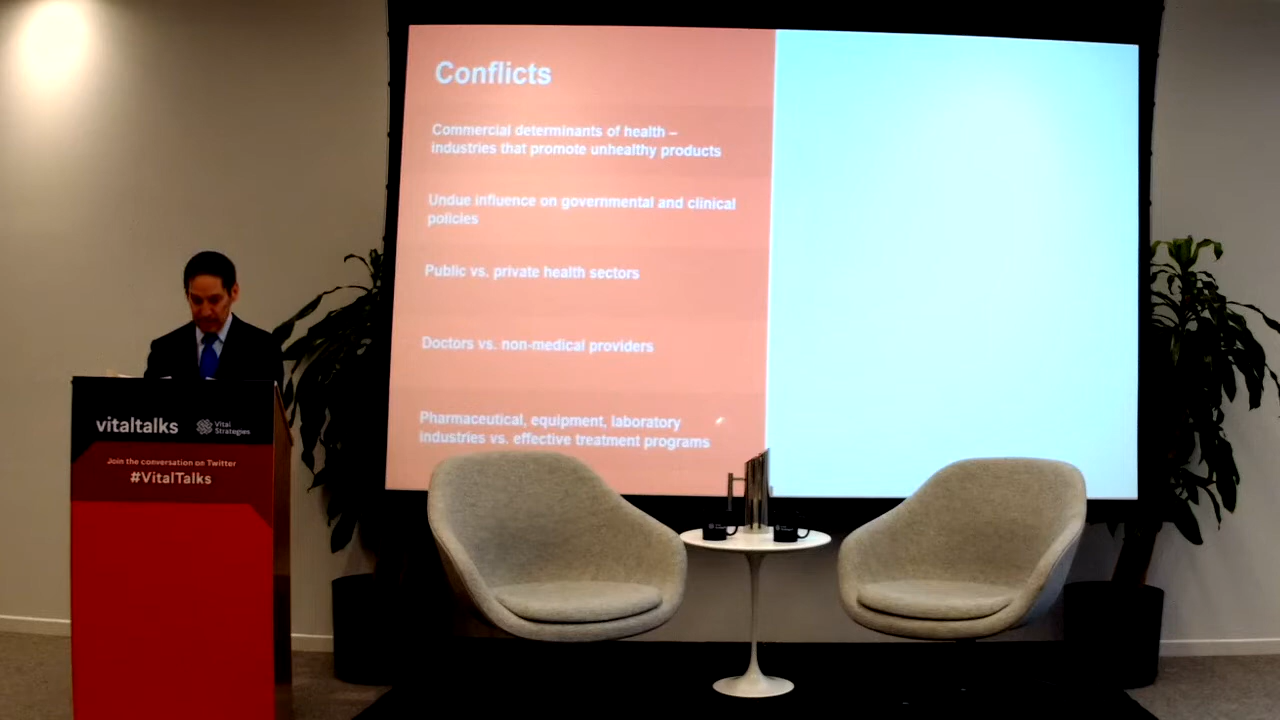 Conflicts
Commercial determinants of health –
industries that promote unhealthy products
Undue influence on governmental and clinical
policies
Public vs. private health sectors
Doctors vs. non-medical providers
Pharmaceutical, equipment, laboratory
industries vs. effective treatment programs
vitaltalks
Vital
Strategies
Join the conversation on Twitter
#VitalTalks